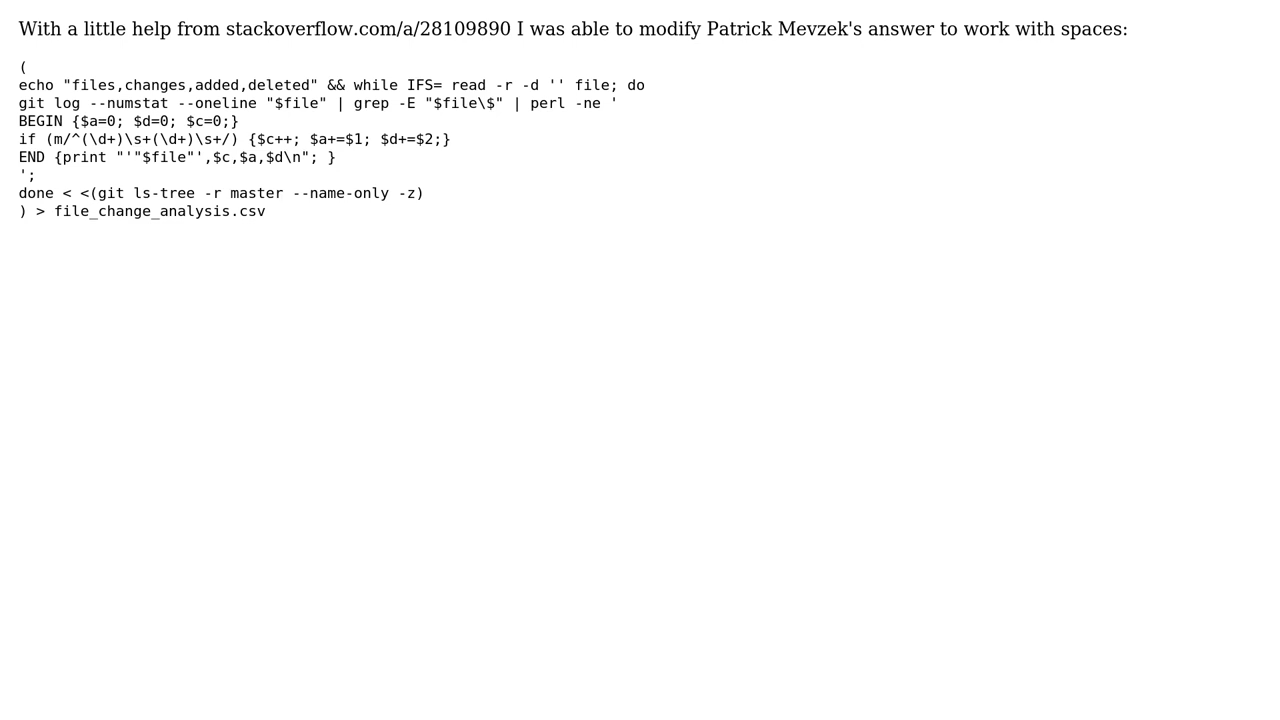 With a little help from stackoverflow.com/a/28109890 I was able to modify Patrick Mevzek's answer to work with spaces:
(
echo "files,changes,added,deleted" && while IFS= read -r -d '' file; do
git log --numstat --oneline "$file" | grep -E "$file\$" | perl -ne '
BEGIN {$a=0; $d=0; $c=0;}
if (m/^(\d+)\s+(\d+)\s+/) {$c++; $a+=$1; $d+=$2;}
END {print "'"$file"',$c,$a,$d\n"; }
';
done < <(git ls-tree -r master --name-only -z)
) > file_change_analysis.csv